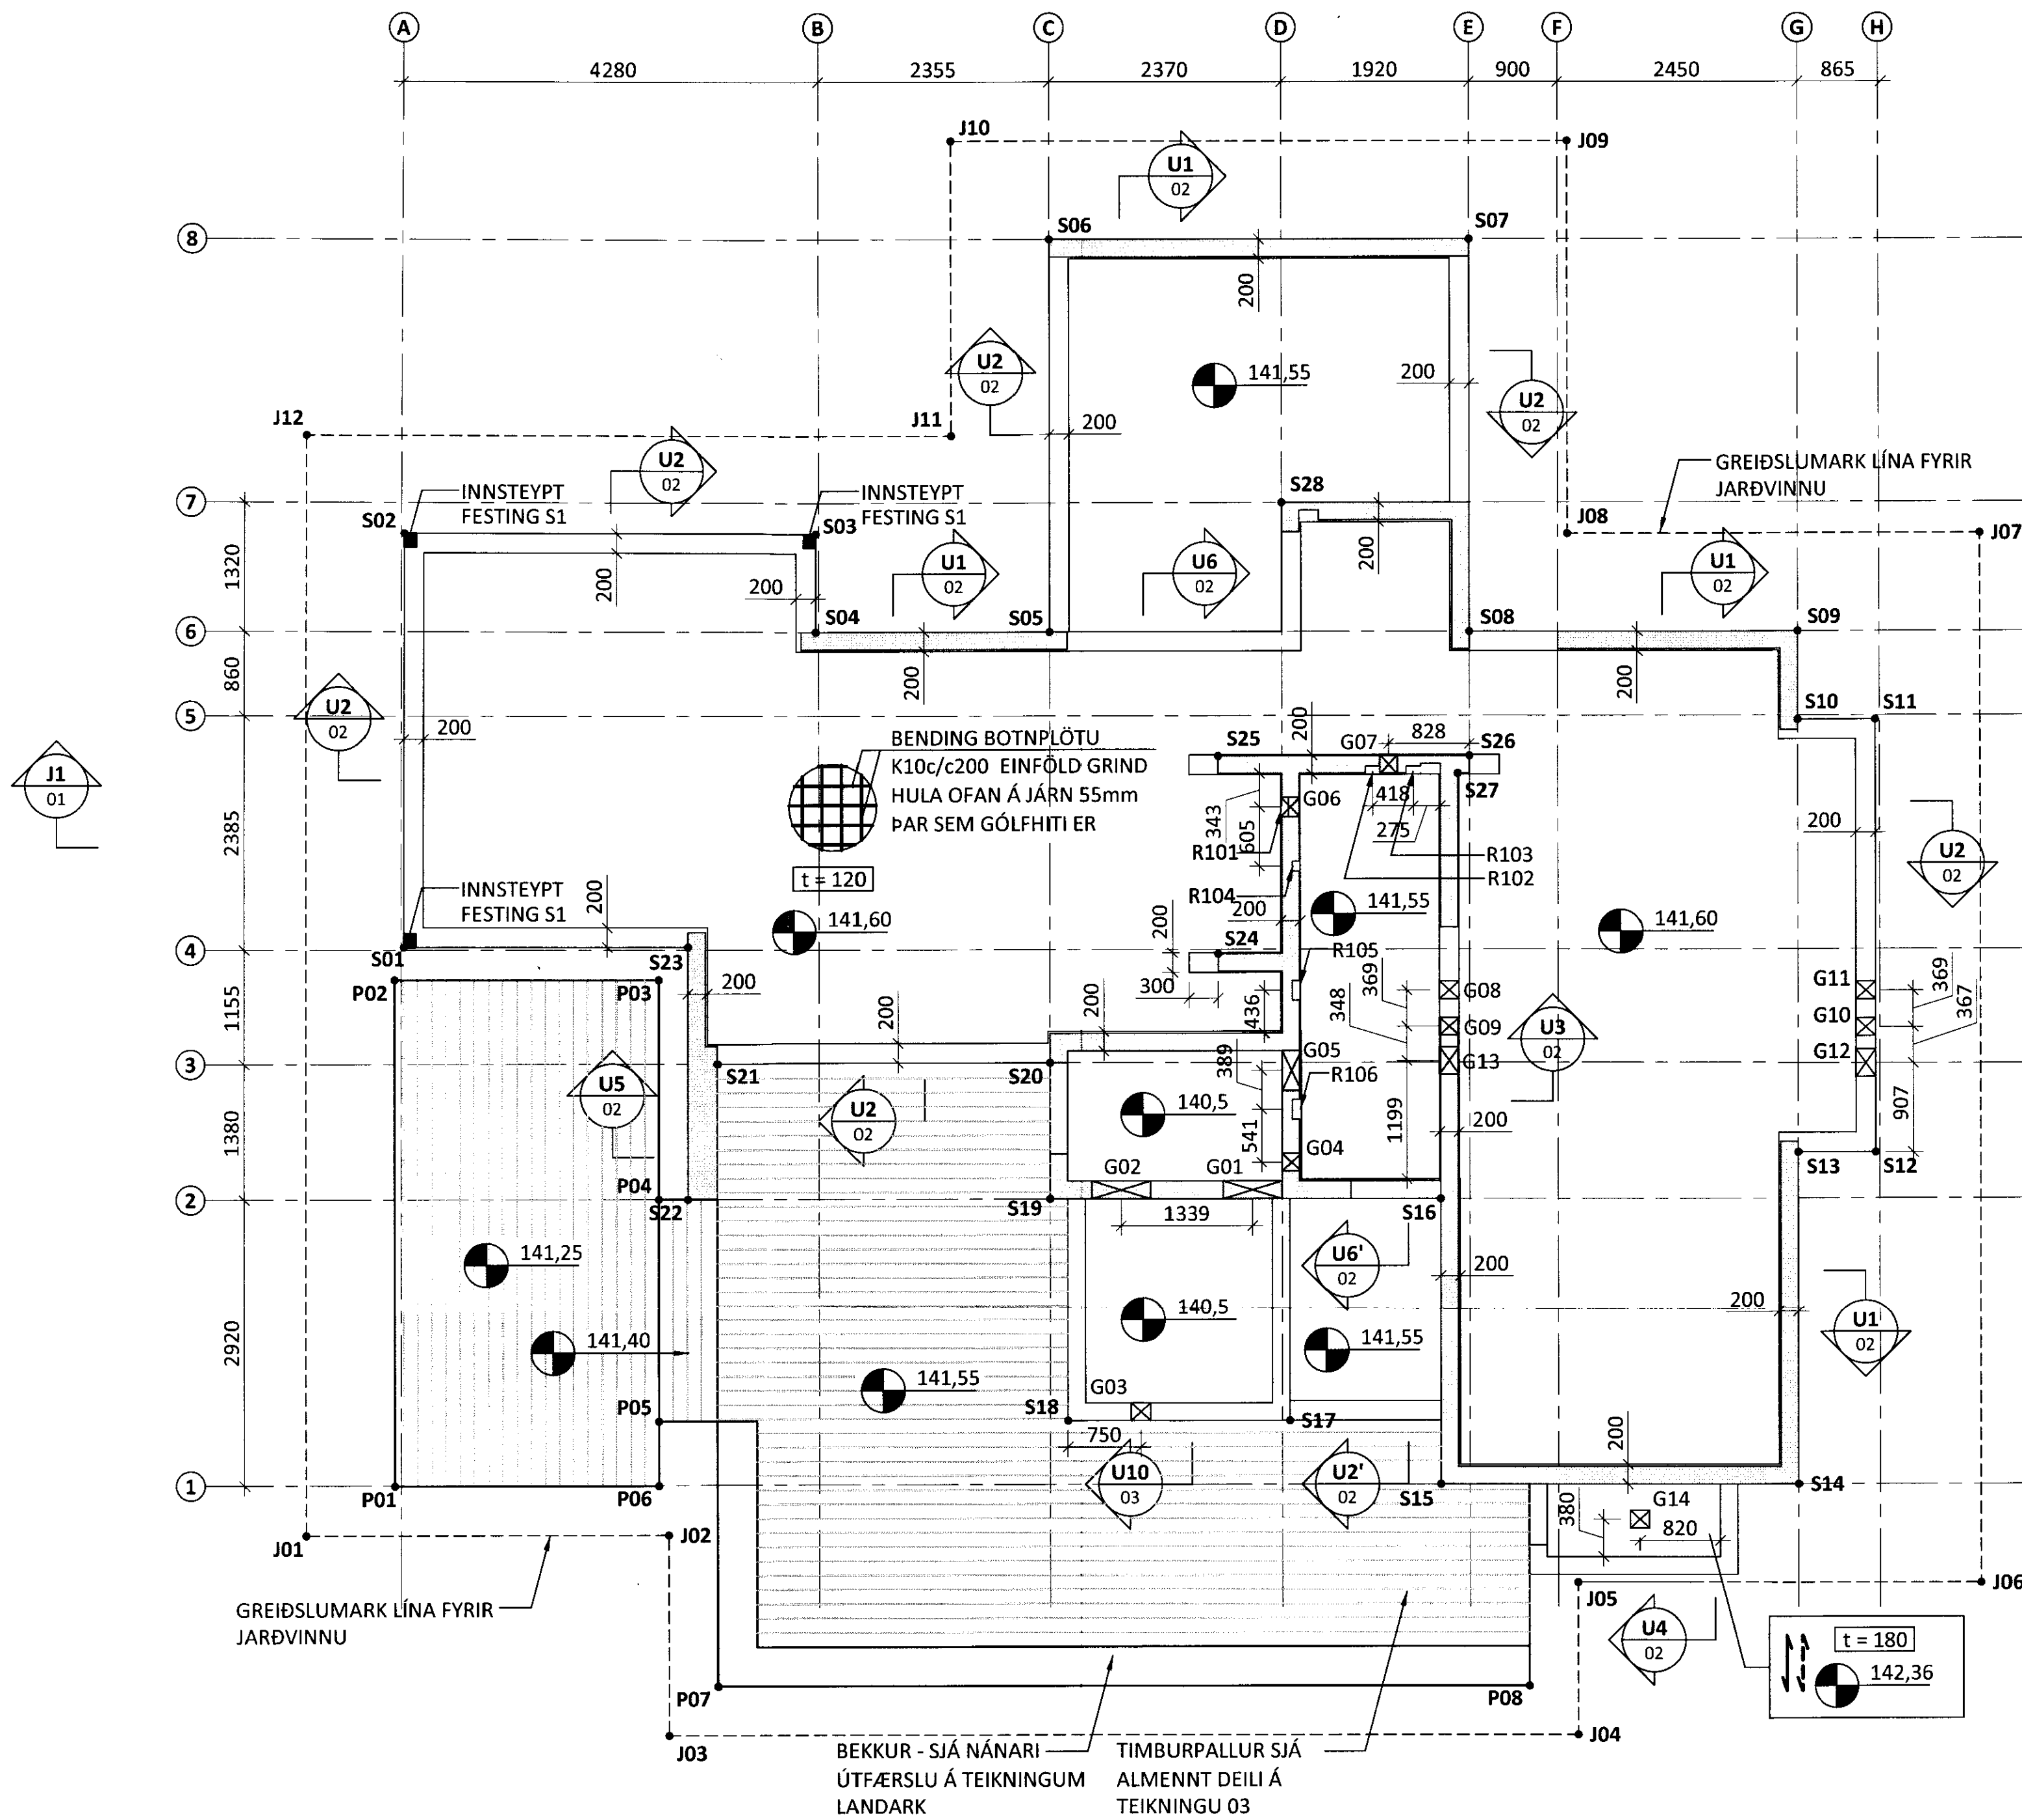 A B C D E F G H
4280 2355 2370 1920 900 2450 865
J10
J09
U1
02
S06
S07
8
200
U2
02
141,55
200
U2
02
J12
J11
200
U2
02
GREIÐSLUMARK LÍNA FYRIR
JARÐVINNU
INNSTEYPT
FESTING S1
INNSTEYPT
FESTING S1
7
S28
S02
S03
J08
J07
1320
200
200
200
U1
02
U6
02
U1
02
S04
S05
S08
S09
6
860
200
200
U2
02
5
S10
S11
200
200
J1
01
BENDING BOTNPLÖTU
K10c/c200 EINFÖLD GRIND
HULA OFAN Á JÁRN 55mm
ÞAR SEM GÓLFHITI ER
S25
G07
828
S26
S27
G06
418
275
343
605
R101
R103
R102
R104
2385
200
U2
02
t = 120
INNSTEYPT
FESTING S1
200
141,60
200
141,55
141,60
200
4
S01
S23
S24
R105
P02
P03
200
300
436
369
348
G08
G09
G13
G11
G10
G12
369
367
1155
200
200
U3
02
3
S21
S20
389
G05
R106
U5
02
U2
02
140,5
541
G04
1199
200
907
1380
G02
G01
S13
S12
P04
2
S22
S19
S16
1339
141,25
U6'
02
200
200
U1
02
140,5
141,40
141,55
2920
141,55
G03
P05
S18
S17
750
200
U10
03
U2'
02
1
P01
P06
S15
S14
G14
380
820
J01
J02
GREIÐSLUMARK LÍNA FYRIR
JARÐVINNU
J05
J06
U4
02
t = 180
142,36
P07
P08
J03
J04
BEKKUR - SJÁ NÁNARI
ÚTFÆRSLU Á TEIKNINGUM
LANDARK
TIMBURPALLUR SJÁ
ALMENNT DEILI Á
TEIKNINGU 03